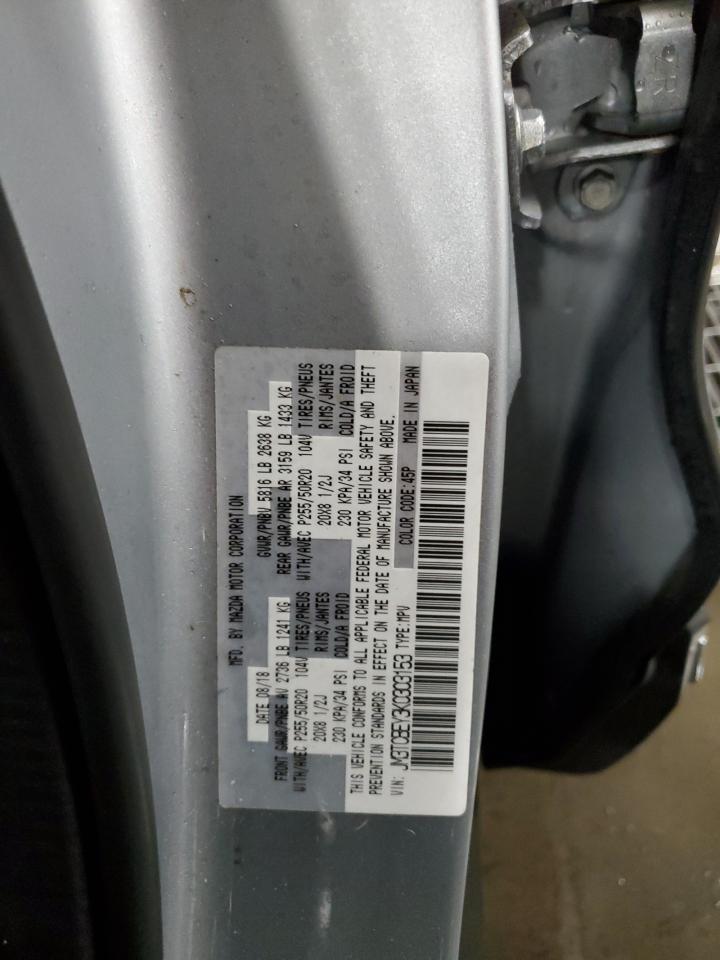 MFD. BY MAZDA MOTOR CORPORATION
DATE 08/18 GVWR/PNBV 5816 LB 2638 KG
FRONT GAWR/PNBE AV 2736 LB 1241 KG REAR GAWR/PNBE AR 3159 LB 1433 KG
WITH/AVEC P255/50R20 104V TIRES/PNEUS WITH/AVEC P255/50R20 104V TIRES/PNEUS
20X8 1/2J RIMS/JANTES 20X8 1/2J RIMS/JANTES
230 KPA/34 PSI COLD/A FROID 230 KPA/34 PSI COLD/A FROID
THIS VEHICLE CONFORMS TO ALL APPLICABLE FEDERAL MOTOR VEHICLE SAFETY AND THEFT
PREVENTION STANDARDS IN EFFECT ON THE DATE OF MANUFACTURE SHOWN ABOVE.
VIN: JM3TCBEY3K0303153 TYPE:MPV COLOR CODE:45P MADE IN JAPAN